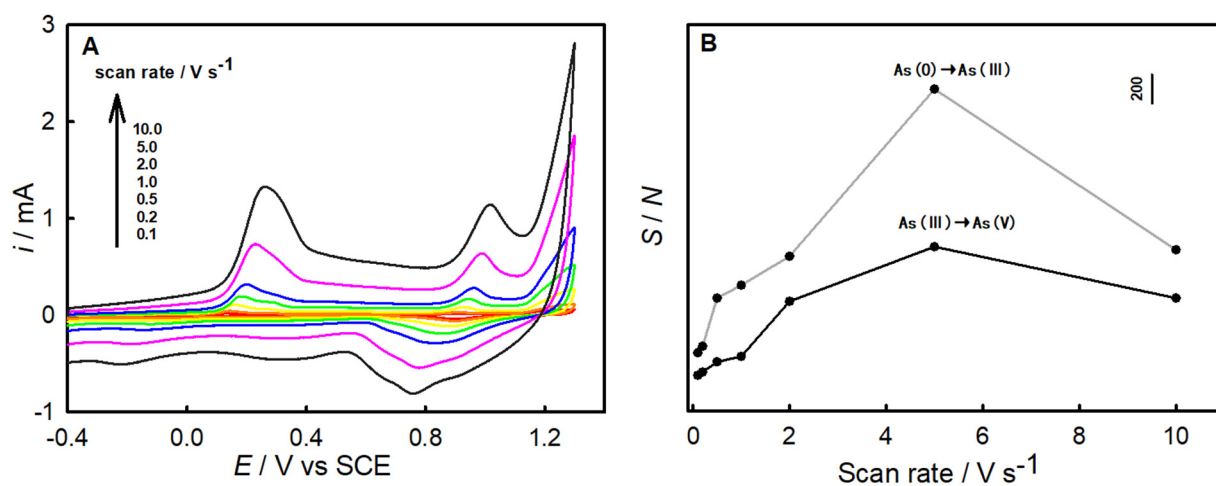 A
scan rate / V s-1
10.0
5.0
2.0
1.0
0.5
0.2
0.1
3
2
1
0
-1
i / mA
-0.4
0.0
0.4
0.8
1.2
E / V vs SCE
B
As(0)→As(III)
200
As(III)→As(V)
S / N
0
2
4
6
8
10
Scan rate / V s-1